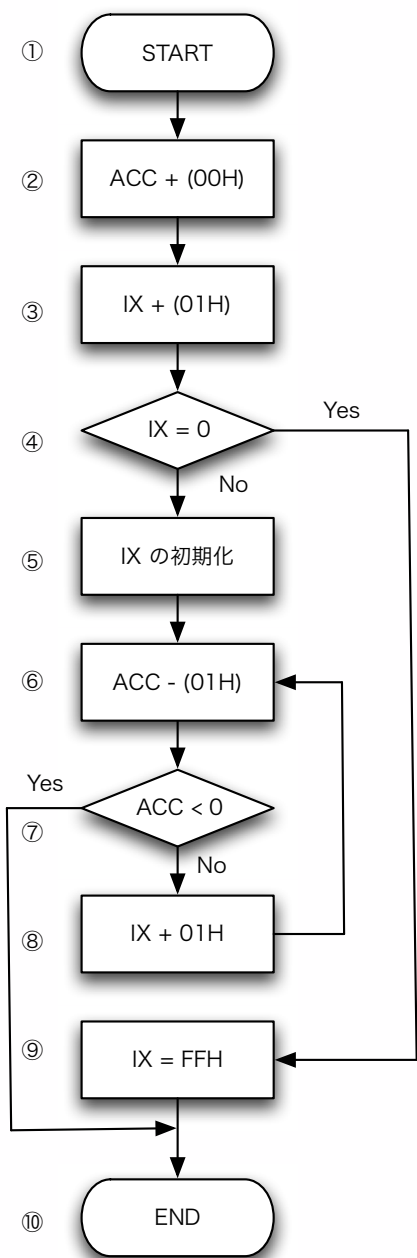 ① START
② ACC + (00H)
③ IX + (01H)
④ IX = 0
Yes
No
⑤ IX の初期化
⑥ ACC - (01H)
Yes
⑦ ACC < 0
No
⑧ IX + 01H
⑨ IX = FFH
⑩ END